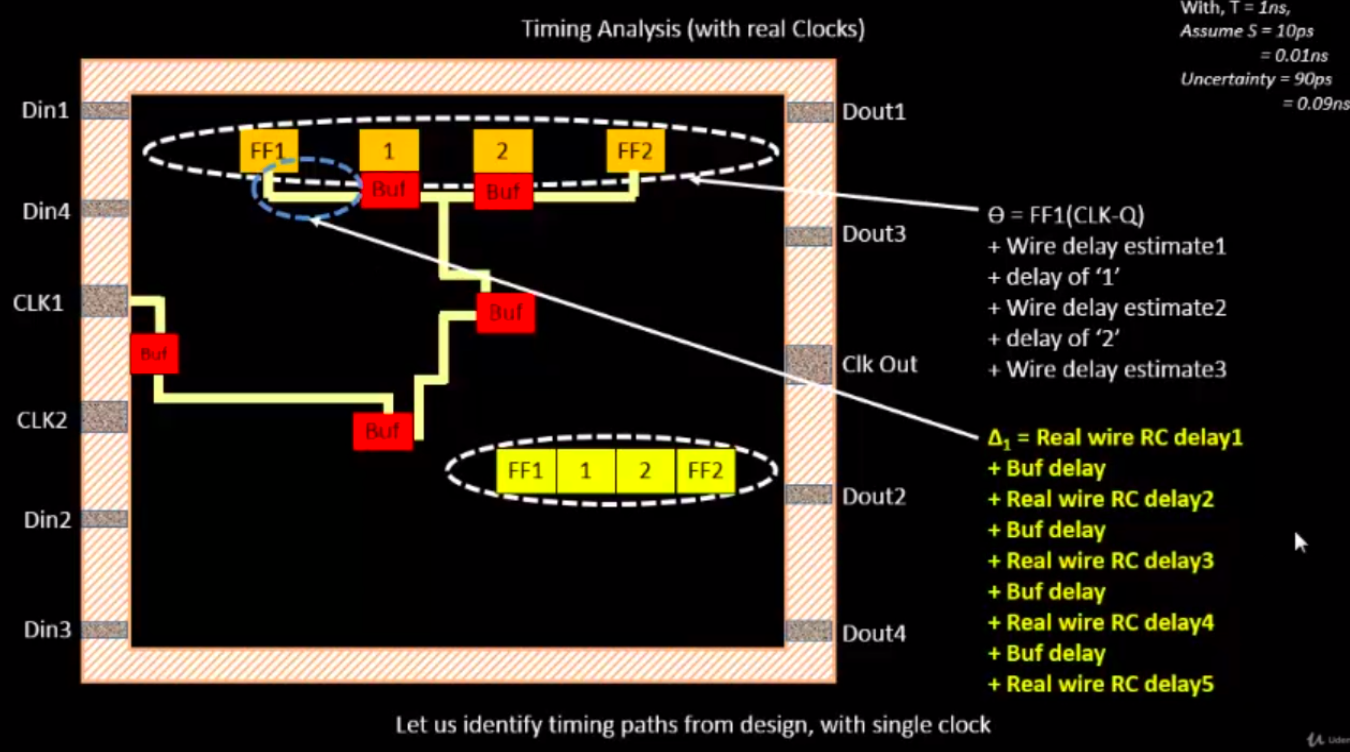 Timing Analysis (with real Clocks)
With, T = 1ns,
Assume S = 10ps
= 0.01ns
Uncertainty = 90ps
= 0.09ns
Din1
Din4
CLK1
CLK2
Din2
Din3
FF1 1 2 FF2
Buf Buf
Buf
Buf
Buf
FF1 1 2 FF2
Dout1
Dout3
Clk Out
Dout2
Dout4
Ө = FF1(CLK-Q)
+ Wire delay estimate1
+ delay of ‘1’
+ Wire delay estimate2
+ delay of ‘2’
+ Wire delay estimate3
Δ₁ = Real wire RC delay1
+ Buf delay
+ Real wire RC delay2
+ Buf delay
+ Real wire RC delay3
+ Buf delay
+ Real wire RC delay4
+ Buf delay
+ Real wire RC delay5
Let us identify timing paths from design, with single clock